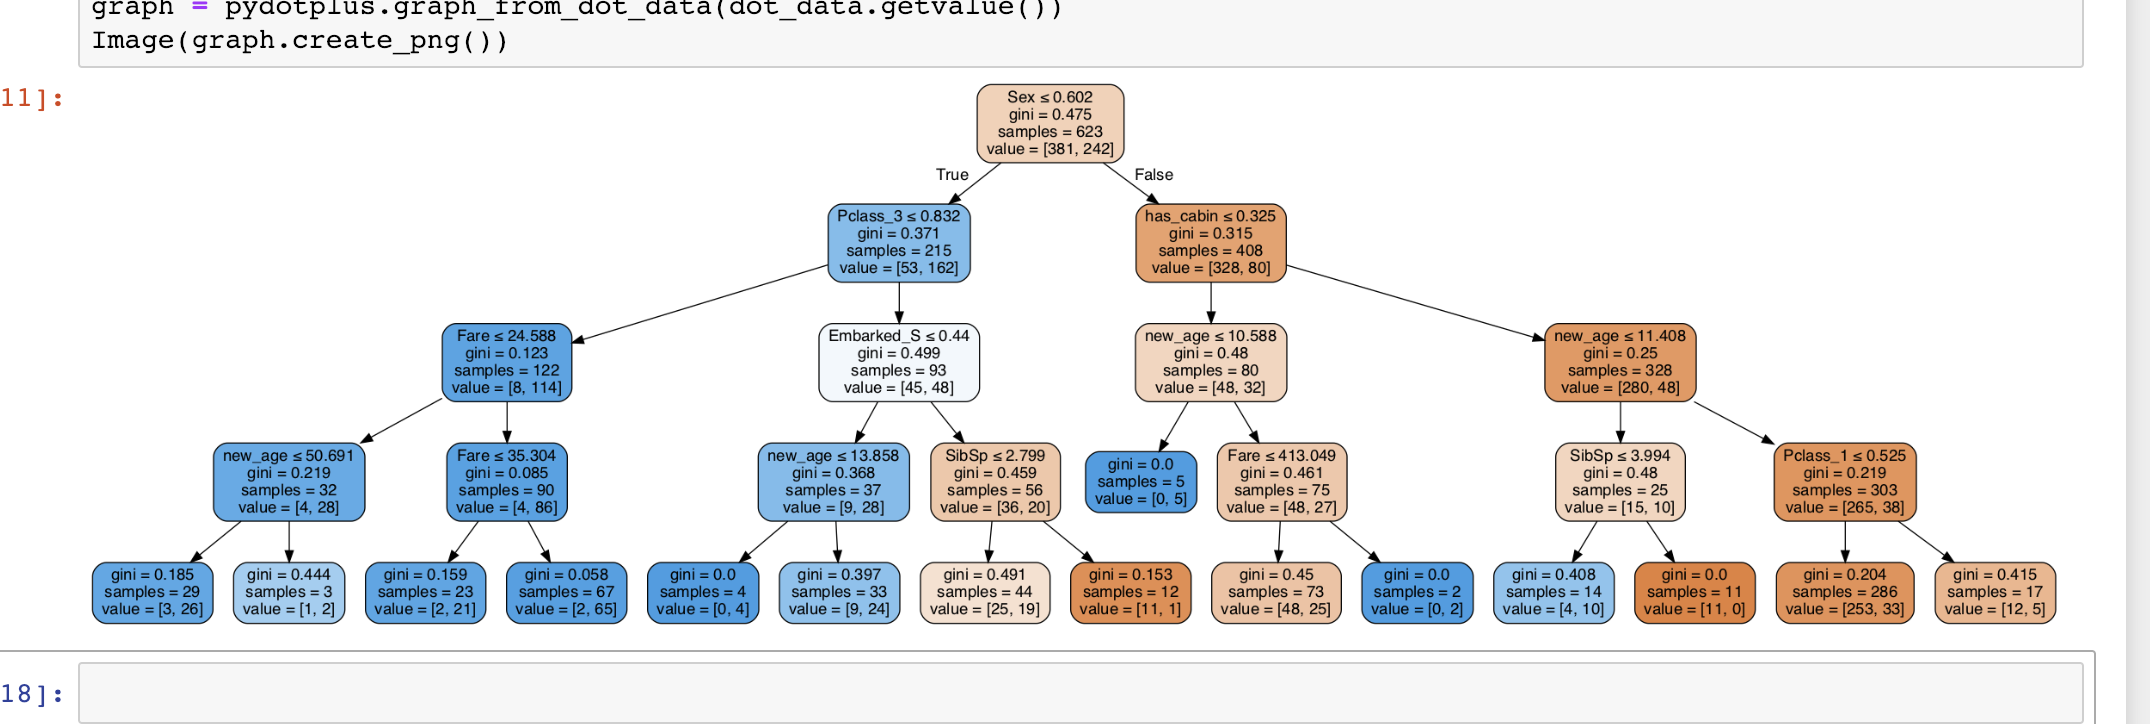 graph = pydotplus.graph_from_dot_data(dot_data.getvalue())
Image(graph.create_png())
11]:
Sex ≤ 0.602
gini = 0.475
samples = 623
value = [381, 242]
True
False
Pclass_3 ≤ 0.832
gini = 0.371
samples = 215
value = [53, 162]
has_cabin ≤ 0.325
gini = 0.315
samples = 408
value = [328, 80]
Fare ≤ 24.588
gini = 0.123
samples = 122
value = [8, 114]
Embarked_S ≤ 0.44
gini = 0.499
samples = 93
value = [45, 48]
new_age ≤ 10.588
gini = 0.48
samples = 80
value = [48, 32]
new_age ≤ 11.408
gini = 0.25
samples = 328
value = [280, 48]
new_age ≤ 50.691
gini = 0.219
samples = 32
value = [4, 28]
Fare ≤ 35.304
gini = 0.085
samples = 90
value = [4, 86]
new_age ≤ 13.858
gini = 0.368
samples = 37
value = [9, 28]
SibSp ≤ 2.799
gini = 0.459
samples = 56
value = [36, 20]
gini = 0.0
samples = 5
value = [0, 5]
Fare ≤ 413.049
gini = 0.461
samples = 75
value = [48, 27]
SibSp ≤ 3.994
gini = 0.48
samples = 25
value = [15, 10]
Pclass_1 ≤ 0.525
gini = 0.219
samples = 303
value = [265, 38]
gini = 0.185
samples = 29
value = [3, 26]
gini = 0.444
samples = 3
value = [1, 2]
gini = 0.159
samples = 23
value = [2, 21]
gini = 0.058
samples = 67
value = [2, 65]
gini = 0.0
samples = 4
value = [0, 4]
gini = 0.397
samples = 33
value = [9, 24]
gini = 0.491
samples = 44
value = [25, 19]
gini = 0.153
samples = 12
value = [11, 1]
gini = 0.45
samples = 73
value = [48, 25]
gini = 0.0
samples = 2
value = [0, 2]
gini = 0.408
samples = 14
value = [4, 10]
gini = 0.0
samples = 11
value = [11, 0]
gini = 0.204
samples = 286
value = [253, 33]
gini = 0.415
samples = 17
value = [12, 5]
18]: